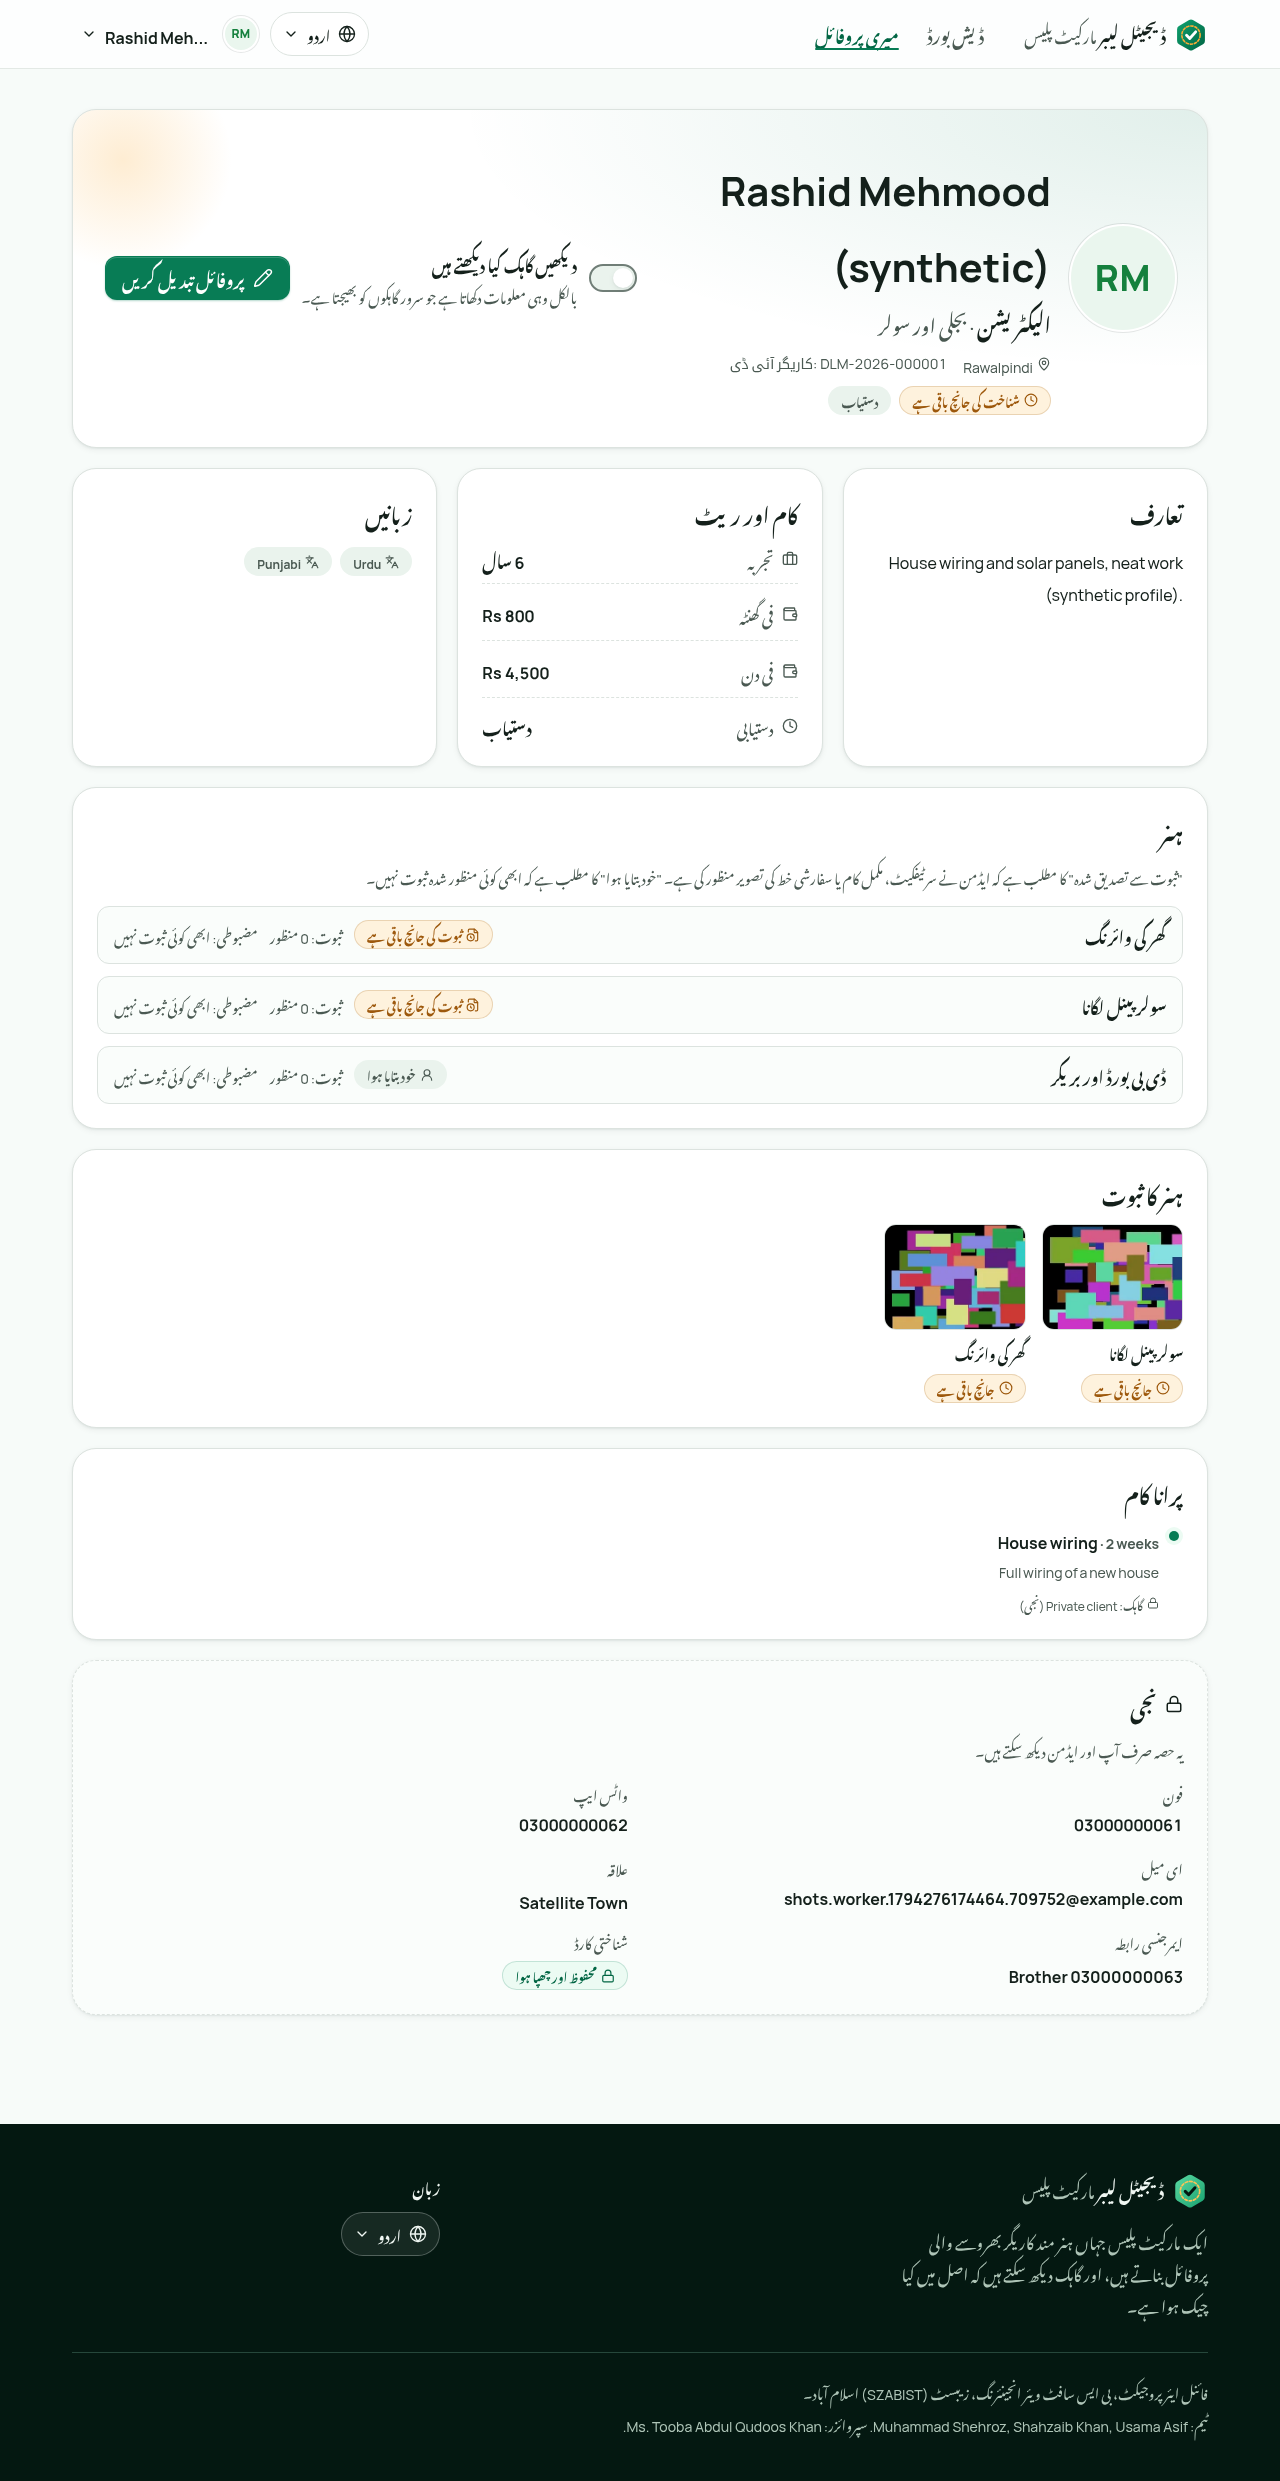 ڈیجیٹل لیبر مارکیٹ پلیس
ڈیش بورڈ
میری پروفائل
اردو
RM
Rashid Meh...
RM
Rashid Mehmood
(synthetic)
الیکٹریشن · بجلی اور سولر
Rawalpindi
کاریگر آئی ڈی: DLM-2026-000001
شناخت کی جانچ باقی ہے
دستیاب
دیکھیں گاہک کیا دیکھتے ہیں
بالکل وہی معلومات دکھاتا ہے جو سرور گاہکوں کو بھیجتا ہے۔
پروفائل تبدیل کریں
تعارف
House wiring and solar panels, neat work
(synthetic profile).
کام اور ریٹ
تجربہ
6 سال
فی گھنٹہ
Rs 800
فی دن
Rs 4,500
دستیابی
دستیاب
زبانیں
Urdu
Punjabi
ہنر
"ثبوت سے تصدیق شدہ" کا مطلب ہے کہ ایڈمن نے سرٹیفکیٹ، مکمل کام یا سفارشی خط کی تصویر منظور کی ہے۔ "خود بتایا ہوا" کا مطلب ہے کہ ابھی کوئی منظور شدہ ثبوت نہیں۔
گھر کی وائرنگ
ثبوت کی جانچ باقی ہے
ثبوت: 0 منظور
مضبوطی: ابھی کوئی ثبوت نہیں
سولر پینل لگانا
ثبوت کی جانچ باقی ہے
ثبوت: 0 منظور
مضبوطی: ابھی کوئی ثبوت نہیں
ڈی بی بورڈ اور بریکر
خود بتایا ہوا
ثبوت: 0 منظور
مضبوطی: ابھی کوئی ثبوت نہیں
ہنر کا ثبوت
سولر پینل لگانا
جانچ باقی ہے
گھر کی وائرنگ
جانچ باقی ہے
پرانا کام
House wiring · 2 weeks
Full wiring of a new house
گاہک: Private client (نجی)
نجی
یہ حصہ صرف آپ اور ایڈمن دیکھ سکتے ہیں۔
فون
03000000061
واٹس ایپ
03000000062
ای میل
shots.worker.1794276174464.709752@example.com
علاقہ
Satellite Town
ایمرجنسی رابطہ
Brother 03000000063
شناختی کارڈ
محفوظ اور چھپا ہوا
ڈیجیٹل لیبر مارکیٹ پلیس
ایک مارکیٹ پلیس جہاں ہنر مند کاریگر بھروسے والی
پروفائل بناتے ہیں، اور گاہک دیکھ سکتے ہیں کہ اصل میں کیا
چیک ہوا ہے۔
زبان
اردو
فائنل ایئر پروجیکٹ، بی ایس سافٹ ویئر انجینئرنگ، زیبسٹ (SZABIST) اسلام آباد۔
ٹیم: Muhammad Shehroz, Shahzaib Khan, Usama Asif. سپروائزر: Ms. Tooba Abdul Qudoos Khan.